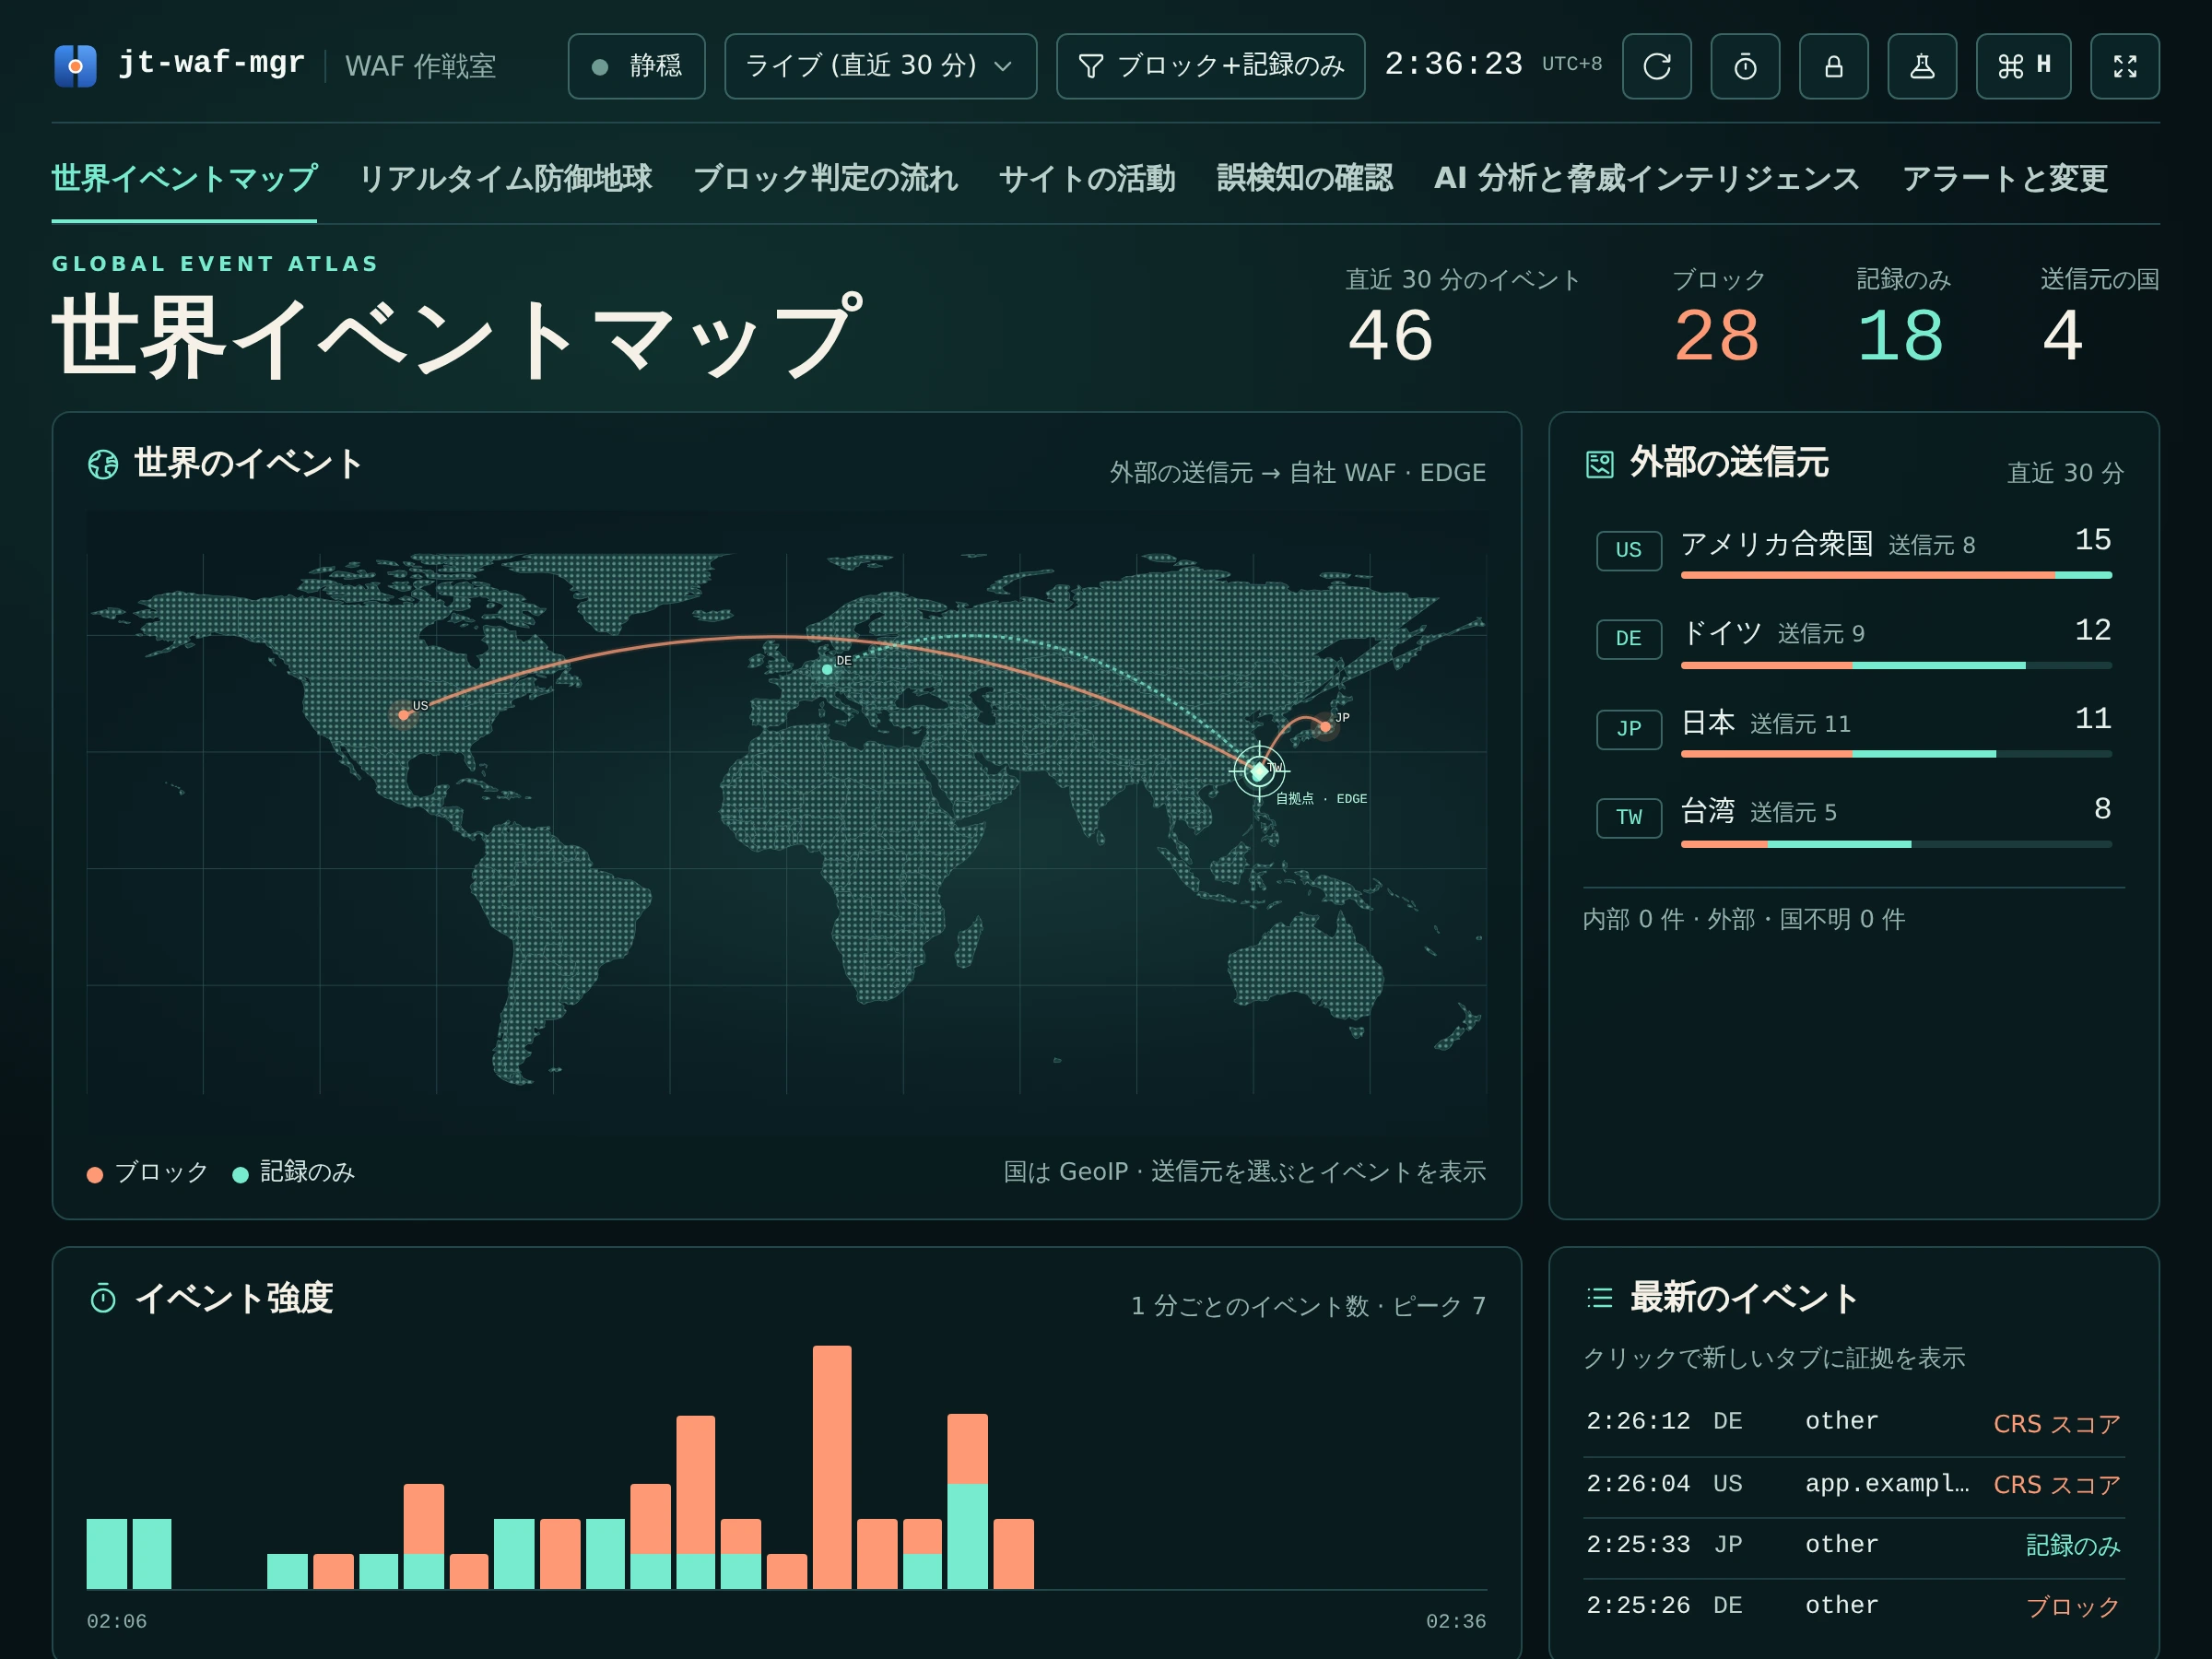 jt-waf-mgr WAF 作戦室 静穏 ライブ (直近 30 分) ブロック+記録のみ 2:36:23 UTC+8 ⌘ H
世界イベントマップ リアルタイム防御地球 ブロック判定の流れ サイトの活動 誤検知の確認 AI 分析と脅威インテリジェンス アラートと変更
GLOBAL EVENT ATLAS
世界イベントマップ
直近 30 分のイベント ブロック 記録のみ 送信元の国
46 28 18 4
世界のイベント 外部の送信元 → 自社 WAF · EDGE
US
DE
JP
TW
自拠点 · EDGE
ブロック 記録のみ 国は GeoIP · 送信元を選ぶとイベントを表示
外部の送信元 直近 30 分
US アメリカ合衆国 送信元 8 15
DE ドイツ 送信元 9 12
JP 日本 送信元 11 11
TW 台湾 送信元 5 8
内部 0 件 · 外部・国不明 0 件
イベント強度 1 分ごとのイベント数 · ピーク 7
02:06 02:36
最新のイベント
クリックで新しいタブに証拠を表示
2:26:12 DE other CRS スコア
2:26:04 US app.exampl… CRS スコア
2:25:33 JP other 記録のみ
2:25:26 DE other ブロック